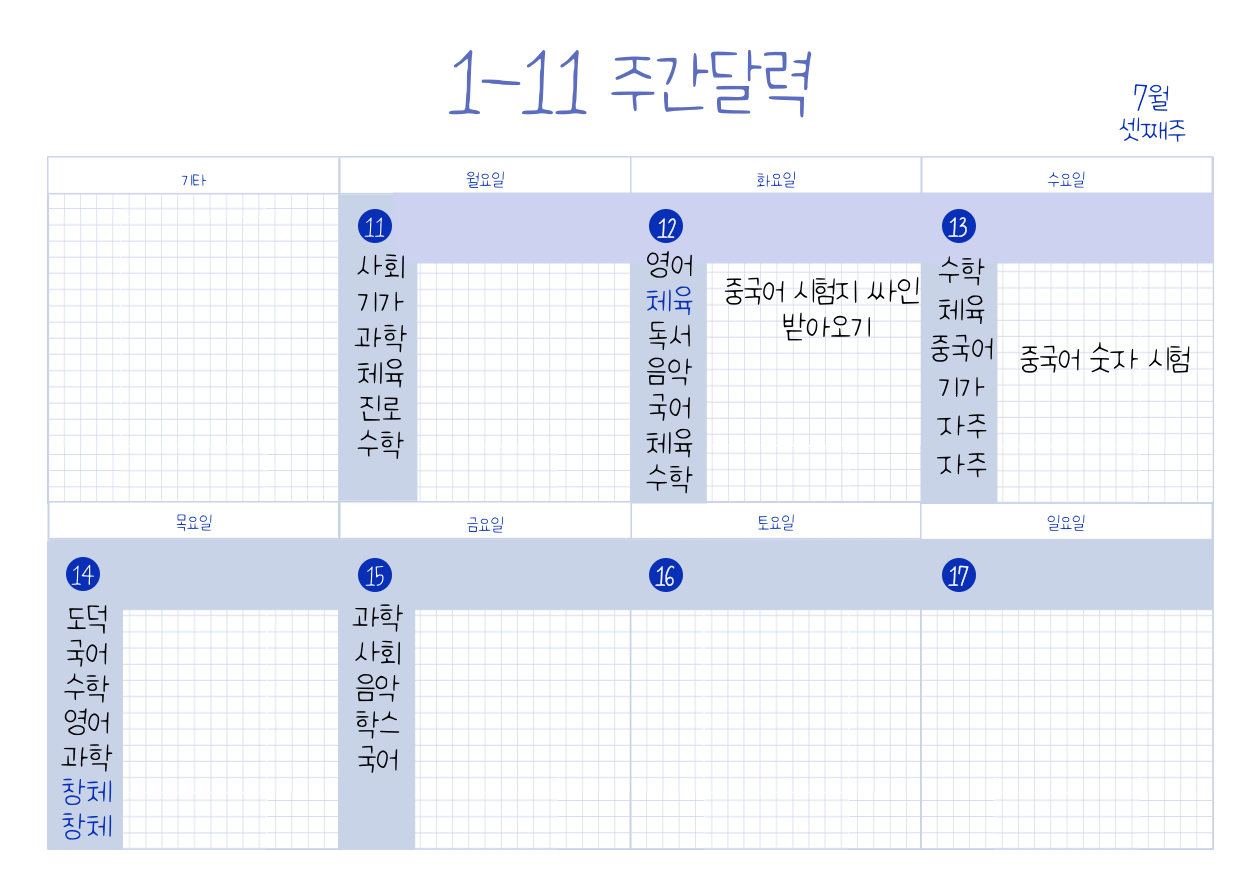 1-11 주간달력
7월
셋째주
기타
월요일
화요일
수요일
11
사회
기가
과학
체육
진로
수학
12
영어
체육
독서
음악
국어
체육
수학
중국어 시험지 싸인
받아오기
13
수학
체육
중국어
기가
자주
자주
중국어 숫자 시험
목요일
금요일
토요일
일요일
14
도덕
국어
수학
영어
과학
창체
창체
15
과학
사회
음악
학스
국어
16
17